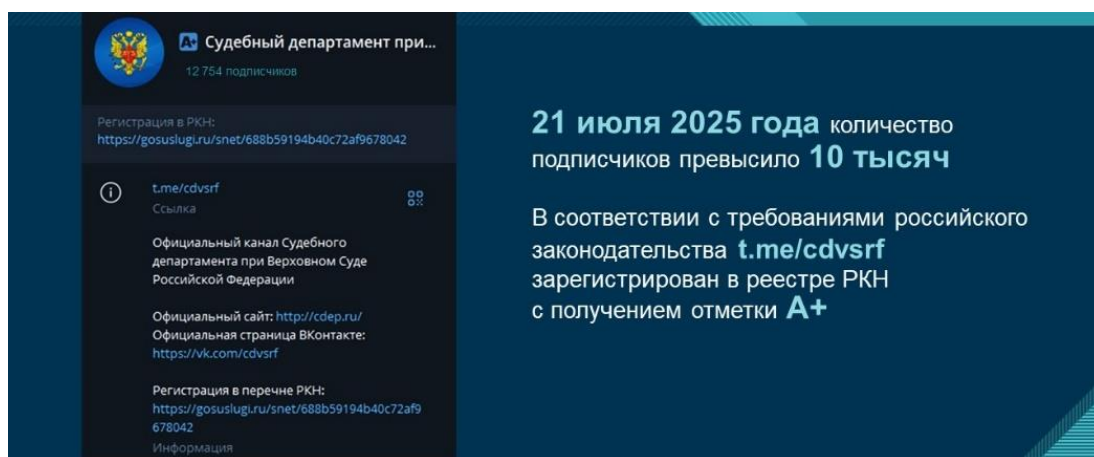 A+ Судебный департамент при...
12 754 подписчиков
Регистрация в РКН:
https://gosuslugi.ru/snet/688b59194b40c72af9678042
t.me/cdvsrf
Ссылка
Официальный канал Судебного
департамента при Верховном Суде
Российской Федерации
Официальный сайт: http://cdep.ru/
Официальная страница ВКонтакте:
https://vk.com/cdvsrf
Регистрация в перечне РКН:
https://gosuslugi.ru/snet/688b59194b40c72af9
678042
Информация
21 июля 2025 года количество
подписчиков превысило 10 тысяч
В соответствии с требованиями российского
законодательства t.me/cdvsrf
зарегистрирован в реестре РКН
с получением отметки А+